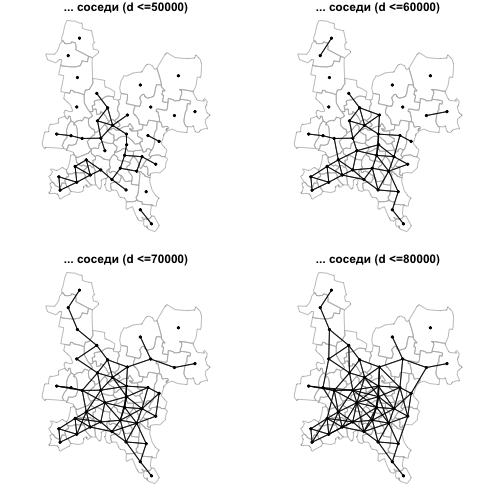 ... соседи (d <=50000)
... соседи (d <=60000)
... соседи (d <=70000)
... соседи (d <=80000)